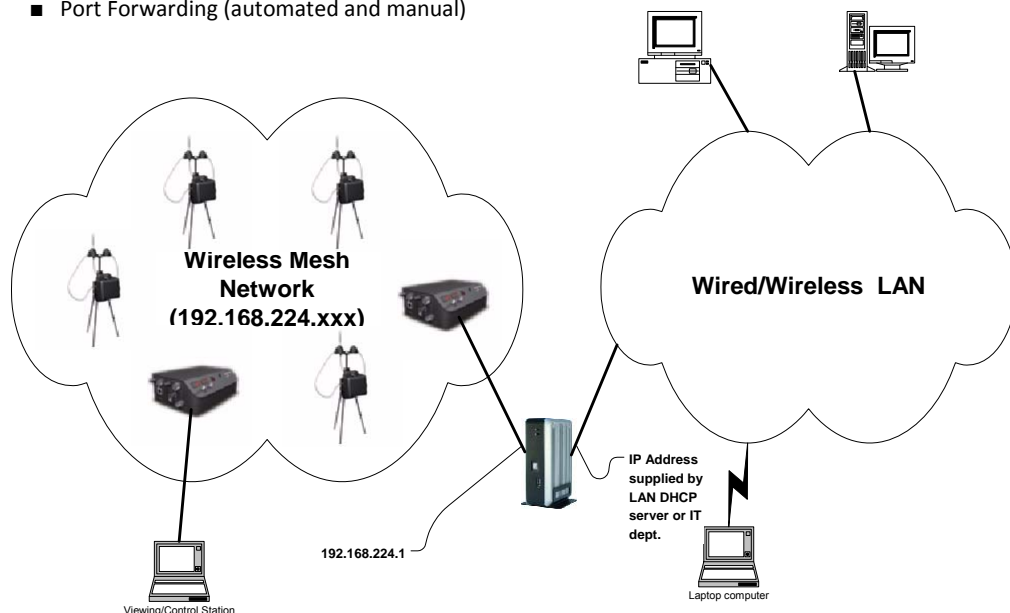 ■ Port Forwarding (automated and manual)
Wireless Mesh
Network
(192.168.224.xxx)
Wired/Wireless LAN
IP Address
supplied by
LAN DHCP
server or IT
dept.
192.168.224.1
Viewing/Control Station
Laptop computer